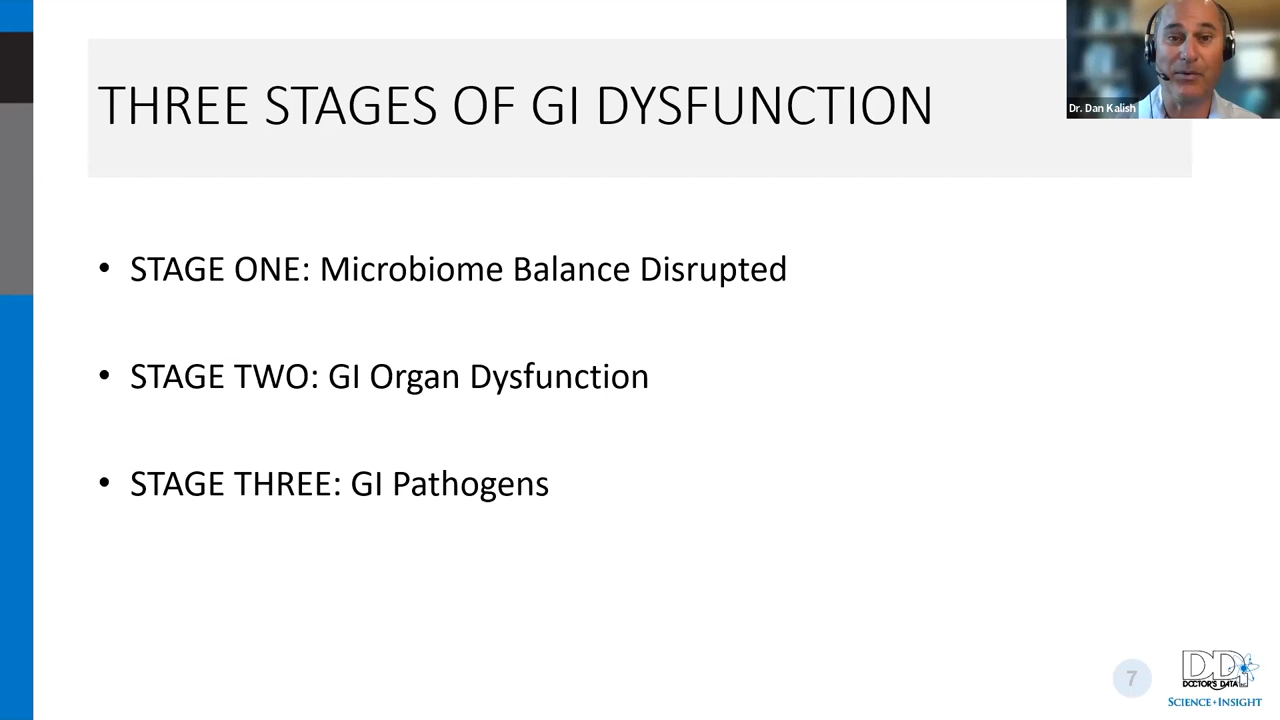 Dr. Dan Kalish
THREE STAGES OF GI DYSFUNCTION
• STAGE ONE: Microbiome Balance Disrupted
• STAGE TWO: GI Organ Dysfunction
• STAGE THREE: GI Pathogens
7
DDI
DOCTOR'S DATA
SCIENCE + INSIGHT